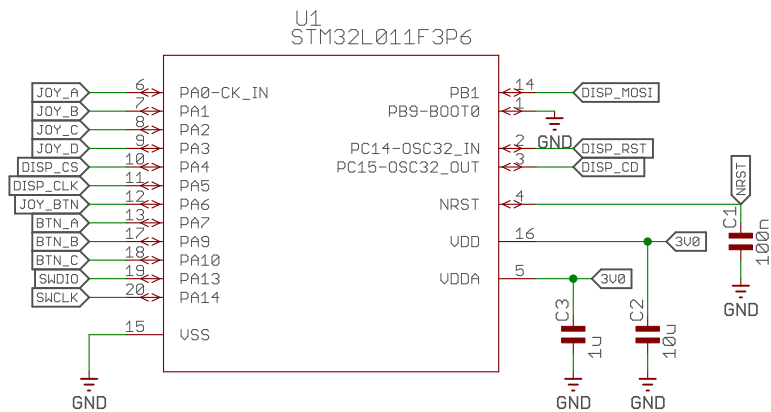 U1
STM32L011F3P6
JOY_A 6 PA0-CK_IN PB1 14 DISP_MOSI
JOY_B 7 PA1 PB9-BOOT0 1
JOY_C 8 PA2 GND
JOY_D 9 PA3 PC14-OSC32_IN 2 DISP_RST
DISP_CS 10 PA4 PC15-OSC32_OUT 3 DISP_CD
DISP_CLK 11 PA5
JOY_BTN 12 PA6 NRST 4 NRST
BTN_A 13 PA7
BTN_B 17 PA9 VDD 16 3V0
BTN_C 18 PA10
SWDIO 19 PA13 VDDA 5 3V0
SWCLK 20 PA14
15 VSS
C1 100n
GND
C3 1u
C2 10u
GND
GND
GND